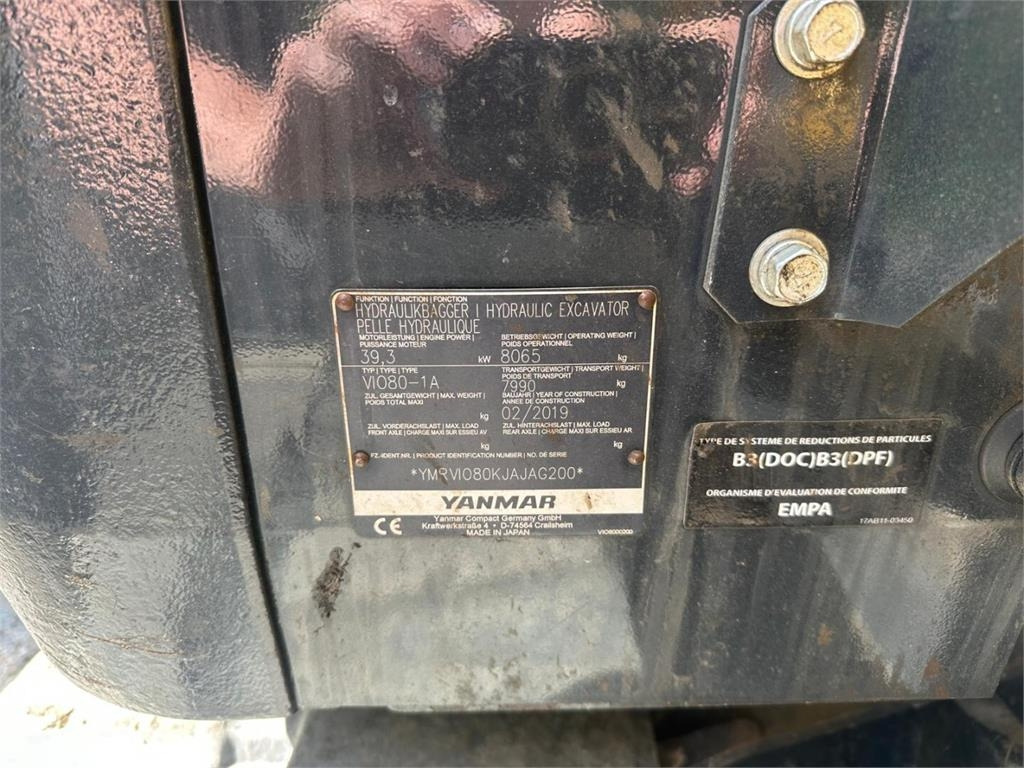 FUNKTION | FUNCTION | FONCTION
HYDRAULIKBAGGER | HYDRAULIC EXCAVATOR
PELLE HYDRAULIQUE
MOTORLEISTUNG | ENGINE POWER | PUISSANCE MOTEUR
39,3 kW
BETRIEBSGEWICHT | OPERATING WEIGHT | POIDS OPERATIONNEL
8065 kg
TYP | TYPE | TYPE
VIO80-1A
TRANSPORTGEWICHT | TRANSPORT WEIGHT | POIDS DE TRANSPORT
7990 kg
ZUL. GESAMTGEWICHT | MAX. WEIGHT | POIDS TOTAL MAXI
kg
BAUJAHR | YEAR OF CONSTRUCTION | ANNEE DE CONSTRUCTION
02/2019
ZUL. VORDERACHSLAST | MAX. LOAD
FRONT AXLE | CHARGE MAXI SUR ESSIEU AV
kg
ZUL. HINTERACHSLAST | MAX. LOAD
REAR AXLE | CHARGE MAXI SUR ESSIEU AR
kg
FZ-IDENT.NR. | PRODUCT IDENTIFICATION NUMBER | NO. DE SERIE
*YMRVIO80KJAJAG200*
YANMAR
CE
Yanmar Compact Germany GmbH
Kraftwerkstraße 4 • D-74564 Crailsheim
MADE IN JAPAN
VIO8000200
TYPE DE SYSTEME DE REDUCTIONS DE PARTICULES
B3(DOC)B3(DPF)
ORGANISME D'EVALUATION DE CONFORMITE
EMPA
17AB11-03450